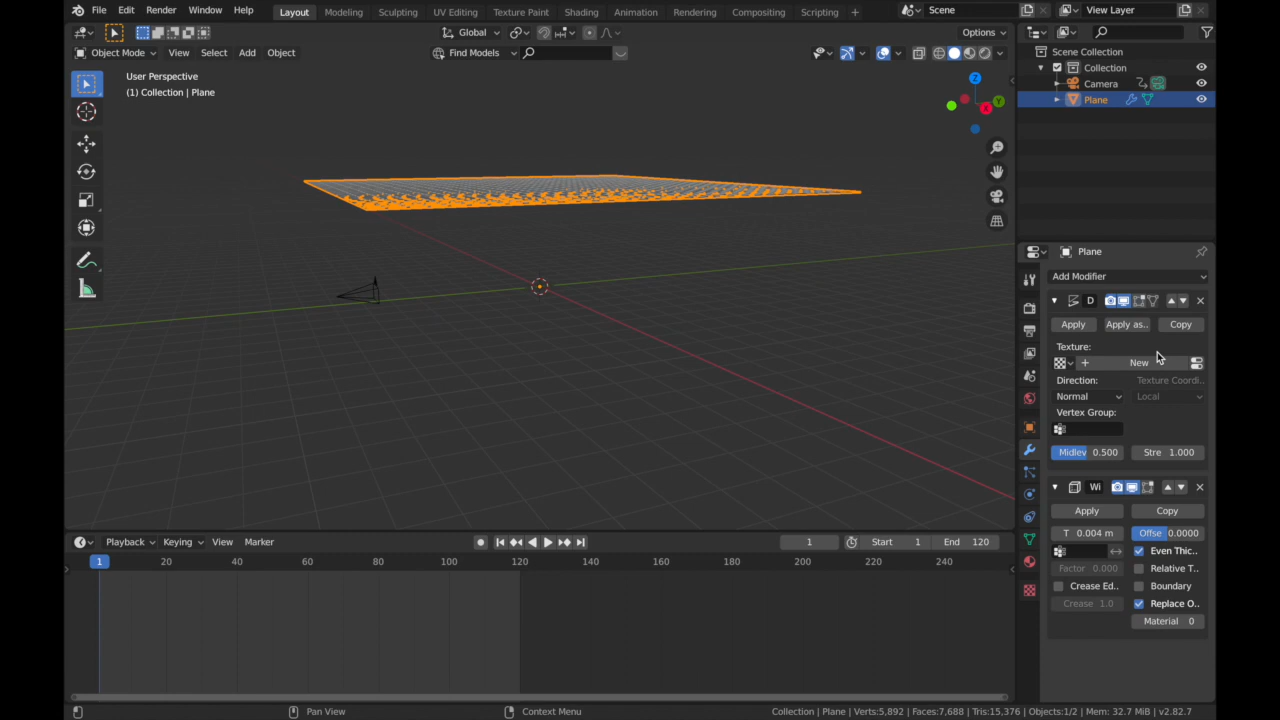 File Edit Render Window Help Layout Modeling Sculpting UV Editing Texture Paint Shading Animation Rendering Compositing Scripting + Scene View Layer
Global Options
Object Mode View Select Add Object Find Models
User Perspective
(1) Collection | Plane
Z
Y
X
Scene Collection
Collection
Camera
Plane
Plane
Add Modifier
D
Apply Apply as.. Copy
Texture:
+ New
Direction: Texture Coordi..
Normal Local
Vertex Group:
Midlev 0.500 Stre 1.000
Wi
Apply Copy
T 0.004 m Offse 0.0000
Even Thic..
Factor 0.000 Relative T..
Crease Ed.. Boundary
Crease 1.0 Replace O..
Material 0
Playback Keying View Marker 1 Start 1 End 120
1 20 40 60 80 100 120 140 160 180 200 220 240
Pan View Context Menu Collection | Plane | Verts:5,892 | Faces:7,688 | Tris:15,376 | Objects:1/2 | Mem: 32.7 MiB | v2.82.7